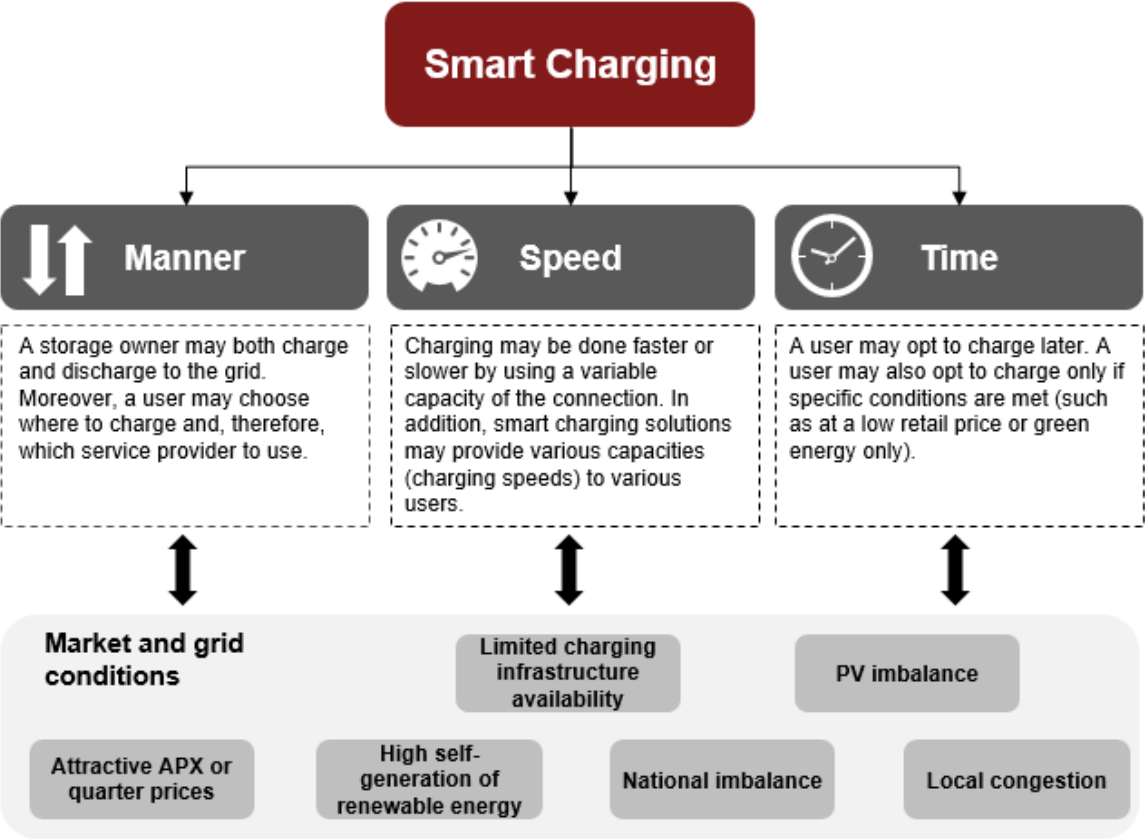 Smart Charging
Manner
Speed
Time
A storage owner may both charge
and discharge to the grid.
Moreover, a user may choose
where to charge and, therefore,
which service provider to use.
Charging may be done faster or
slower by using a variable
capacity of the connection. In
addition, smart charging solutions
may provide various capacities
(charging speeds) to various
users.
A user may opt to charge later. A
user may also opt to charge only if
specific conditions are met (such
as at a low retail price or green
energy only).
Market and grid
conditions
Limited charging
infrastructure
availability
PV imbalance
Attractive APX or
quarter prices
High self-
generation of
renewable energy
National imbalance
Local congestion